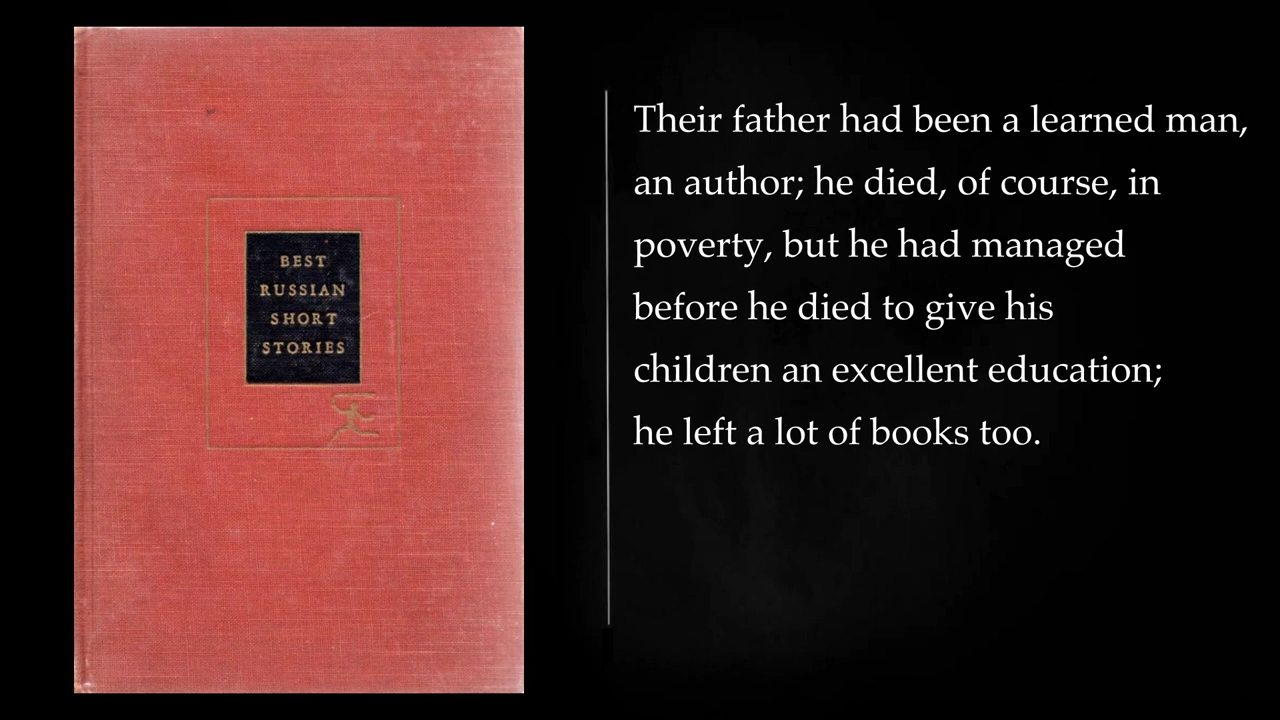 BEST
RUSSIAN
SHORT
STORIES
Their father had been a learned man,
an author; he died, of course, in
poverty, but he had managed
before he died to give his
children an excellent education;
he left a lot of books too.